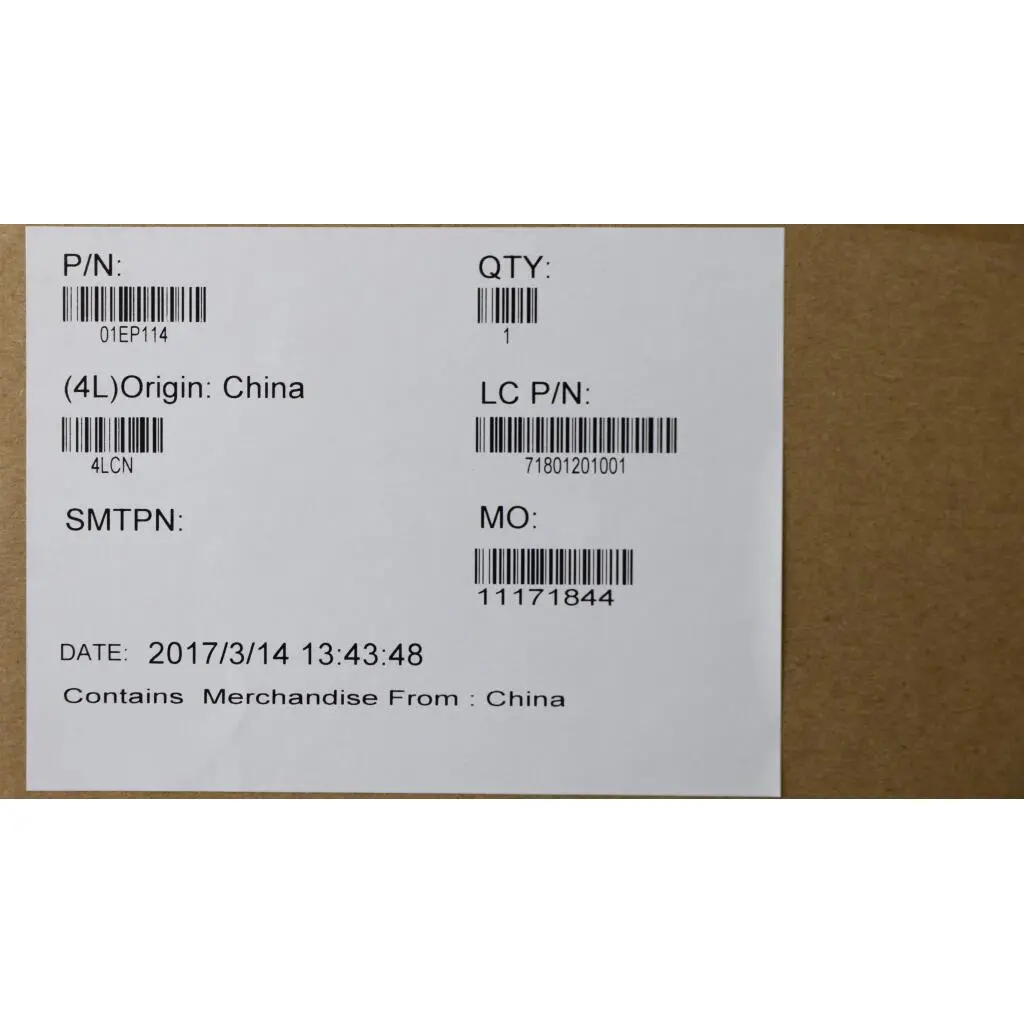 P/N:
QTY:
01EP114
1
(4L)Origin: China
LC P/N:
4LCN
71801201001
SMTPN:
MO:
11171844
DATE: 2017/3/14 13:43:48
Contains Merchandise From : China